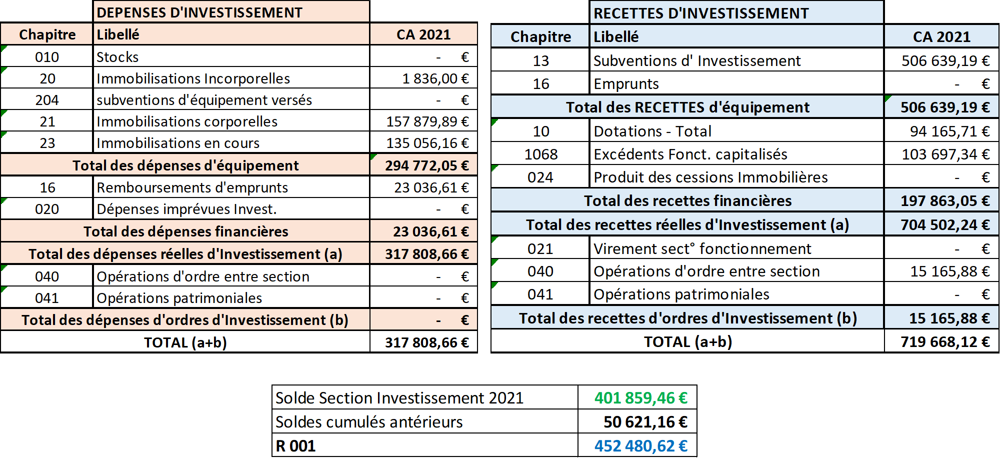 DEPENSES D'INVESTISSEMENT
Chapitre Libellé CA 2021
010 Stocks - €
20 Immobilisations Incorporelles 1 836,00 €
204 subventions d'équipement versés - €
21 Immobilisations corporelles 157 879,89 €
23 Immobilisations en cours 135 056,16 €
Total des dépenses d'équipement 294 772,05 €
16 Remboursements d'emprunts 23 036,61 €
020 Dépenses imprévues Invest. - €
Total des dépenses financières 23 036,61 €
Total des dépenses réelles d'Investissement (a) 317 808,66 €
040 Opérations d'ordre entre section - €
041 Opérations patrimoniales - €
Total des dépenses d'ordres d'Investissement (b) - €
TOTAL (a+b) 317 808,66 €
RECETTES D'INVESTISSEMENT
Chapitre Libellé CA 2021
13 Subventions d' Investissement 506 639,19 €
16 Emprunts - €
Total des RECETTES d'équipement 506 639,19 €
10 Dotations - Total 94 165,71 €
1068 Excédents Fonct. capitalisés 103 697,34 €
024 Produit des cessions Immobilières - €
Total des recettes financières 197 863,05 €
Total des recettes réelles d'Investissement (a) 704 502,24 €
021 Virement sect° fonctionnement - €
040 Opérations d'ordre entre section 15 165,88 €
041 Opérations patrimoniales - €
Total des recettes d'ordres d'Investissement (b) 15 165,88 €
TOTAL (a+b) 719 668,12 €
Solde Section Investissement 2021 401 859,46 €
Soldes cumulés antérieurs 50 621,16 €
R 001 452 480,62 €